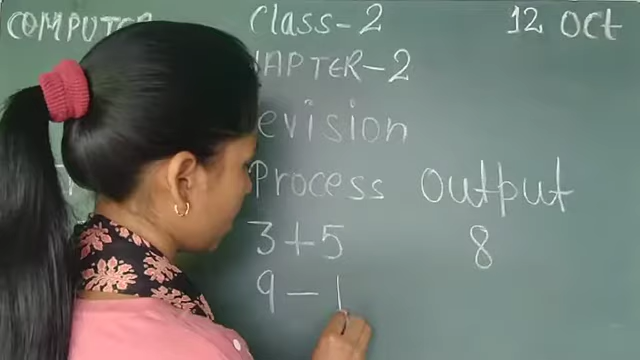 COMPUTER Class-2 12 Oct
CHAPTER-2
Revision
Process Output
3+5 8
9-1